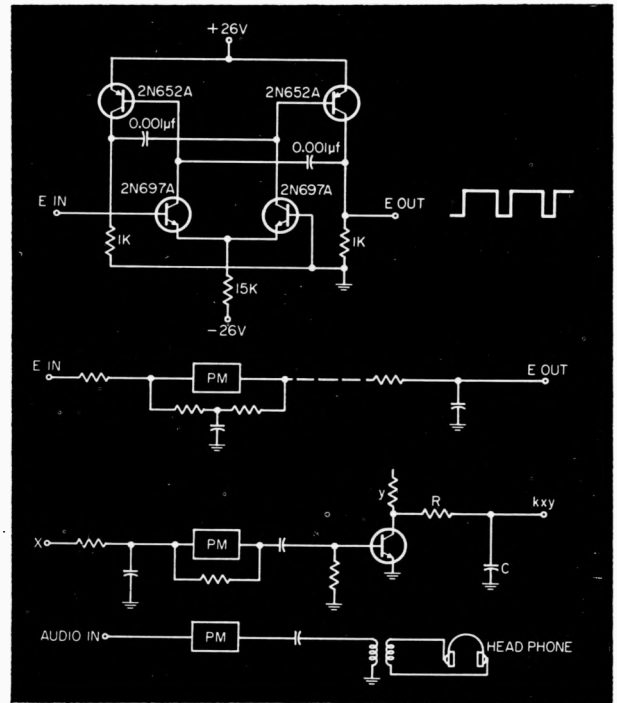 +26V
2N652A 2N652A
0.001µf
0.001µf
2N697A 2N697A
E IN E OUT
1K 1K
15K
-26V
E IN PM E OUT
y R kxy
X PM
C
AUDIO IN PM HEAD PHONE